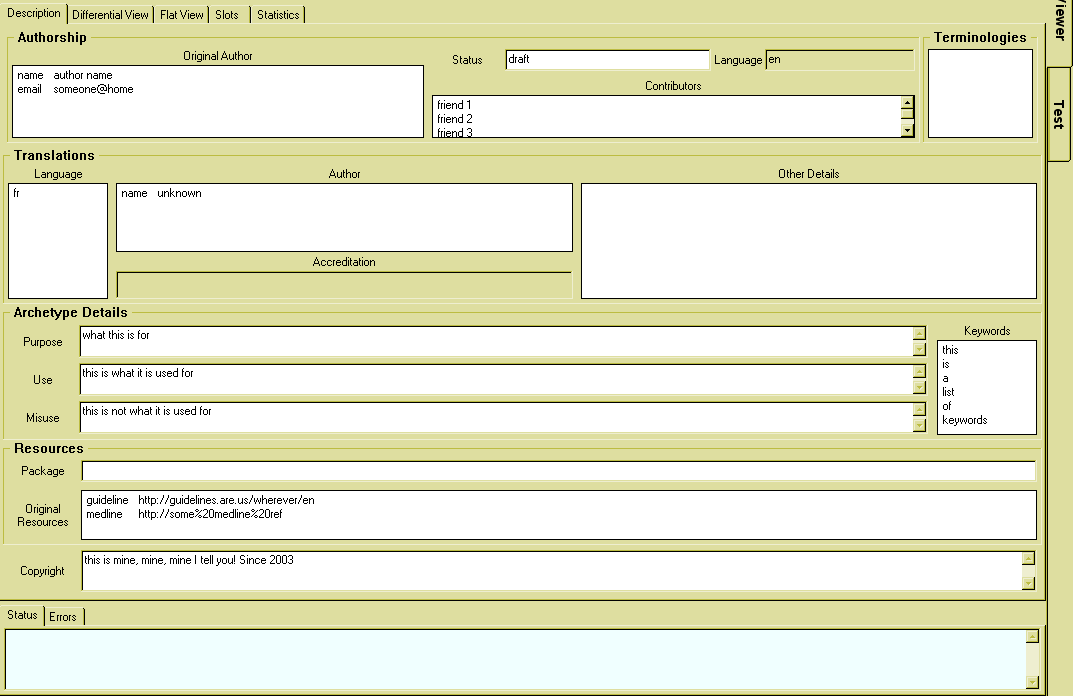 Description Differential View Flat View Slots Statistics
Viewer
Test
Authorship
Original Author
name author name
email someone@home
Status draft Language en
Contributors
friend 1
friend 2
friend 3
Terminologies
Translations
Language
fr
Author
name unknown
Accreditation
Other Details
Archetype Details
Purpose what this is for
Use this is what it is used for
Misuse this is not what it is used for
Keywords
this
is
a
list
of
keywords
Resources
Package
Original
Resources
guideline http://guidelines.are.us/wherever/en
medline http://some%20medline%20ref
Copyright this is mine, mine, mine I tell you! Since 2003
Status Errors